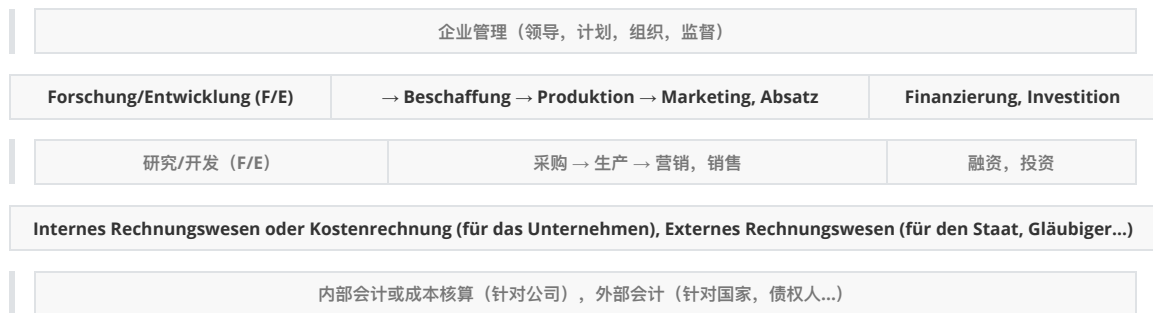 企业管理（领导，计划，组织，监督）
Forschung/Entwicklung (F/E) → Beschaffung → Produktion → Marketing, Absatz Finanzierung, Investition
研究/开发（F/E） 采购 → 生产 → 营销，销售 融资，投资
Internes Rechnungswesen oder Kostenrechnung (für das Unternehmen), Externes Rechnungswesen (für den Staat, Gläubiger...)
内部会计或成本核算（针对公司），外部会计（针对国家，债权人...）